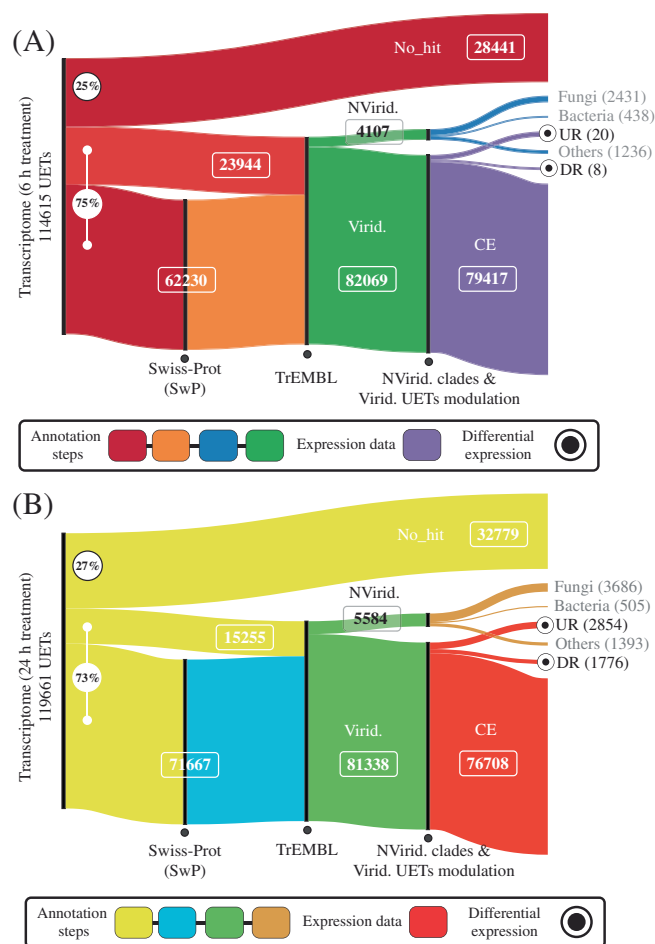 (A)
No_hit
28441
25%
NVirid.
4107
Fungi (2431)
Bacteria (438)
UR (20)
Others (1236)
DR (8)
23944
Transcriptome (6 h treatment)
114615 UETs
75%
Virid.
CE
62230
82069
79417
Swiss-Prot
(SwP)
TrEMBL
NVirid. clades &
Virid. UETs modulation
Annotation
steps
Expression data
Differential
expression
(B)
No_hit
32779
27%
NVirid.
5584
Fungi (3686)
Bacteria (505)
UR (2854)
Others (1393)
DR (1776)
15255
Transcriptome (24 h treatment)
119661 UETs
73%
Virid.
CE
71667
81338
76708
Swiss-Prot
(SwP)
TrEMBL
NVirid. clades &
Virid. UETs modulation
Annotation
steps
Expression data
Differential
expression